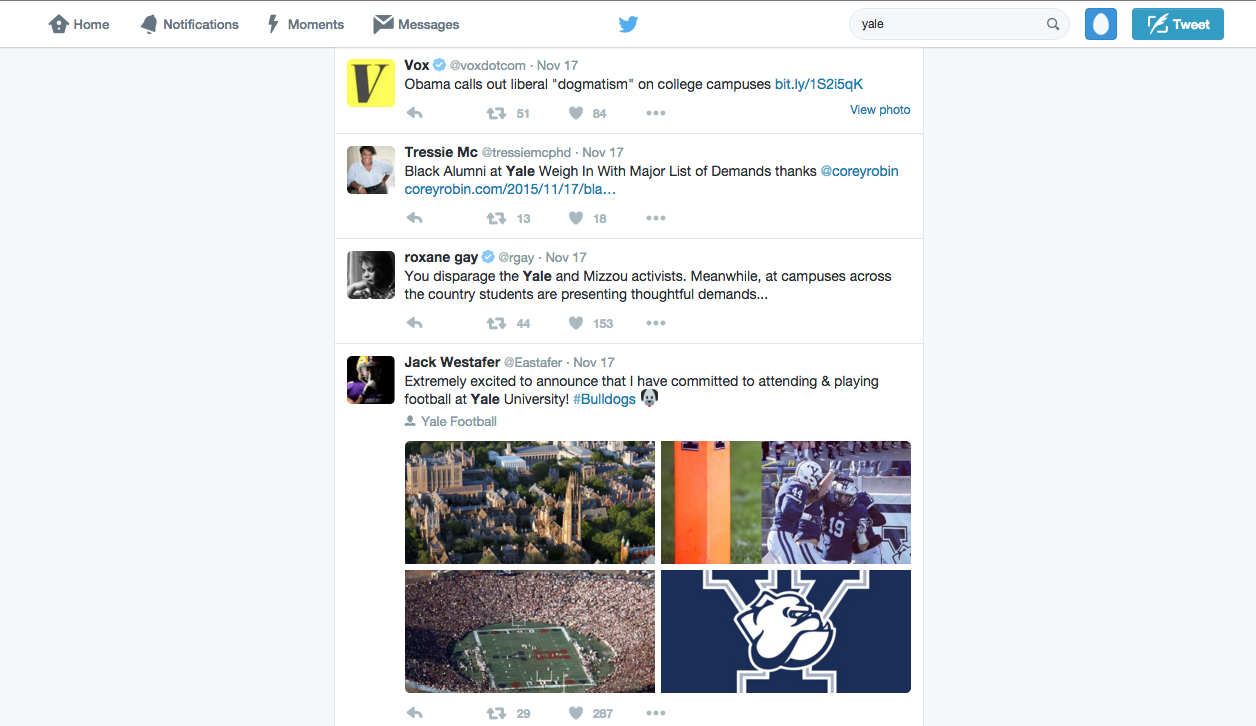 Home Notifications Moments Messages yale Tweet
Vox @voxdotcom · Nov 17
Obama calls out liberal "dogmatism" on college campuses bit.ly/1S2i5qK
51 84 View photo
Tressie Mc @tressiemcphd · Nov 17
Black Alumni at Yale Weigh In With Major List of Demands thanks @coreyrobin
coreyrobin.com/2015/11/17/bla…
13 18
roxane gay @rgay · Nov 17
You disparage the Yale and Mizzou activists. Meanwhile, at campuses across
the country students are presenting thoughtful demands...
44 153
Jack Westafer @Eastafer · Nov 17
Extremely excited to announce that I have committed to attending & playing
football at Yale University! #Bulldogs
Yale Football
Y
44 19
Y
29 287